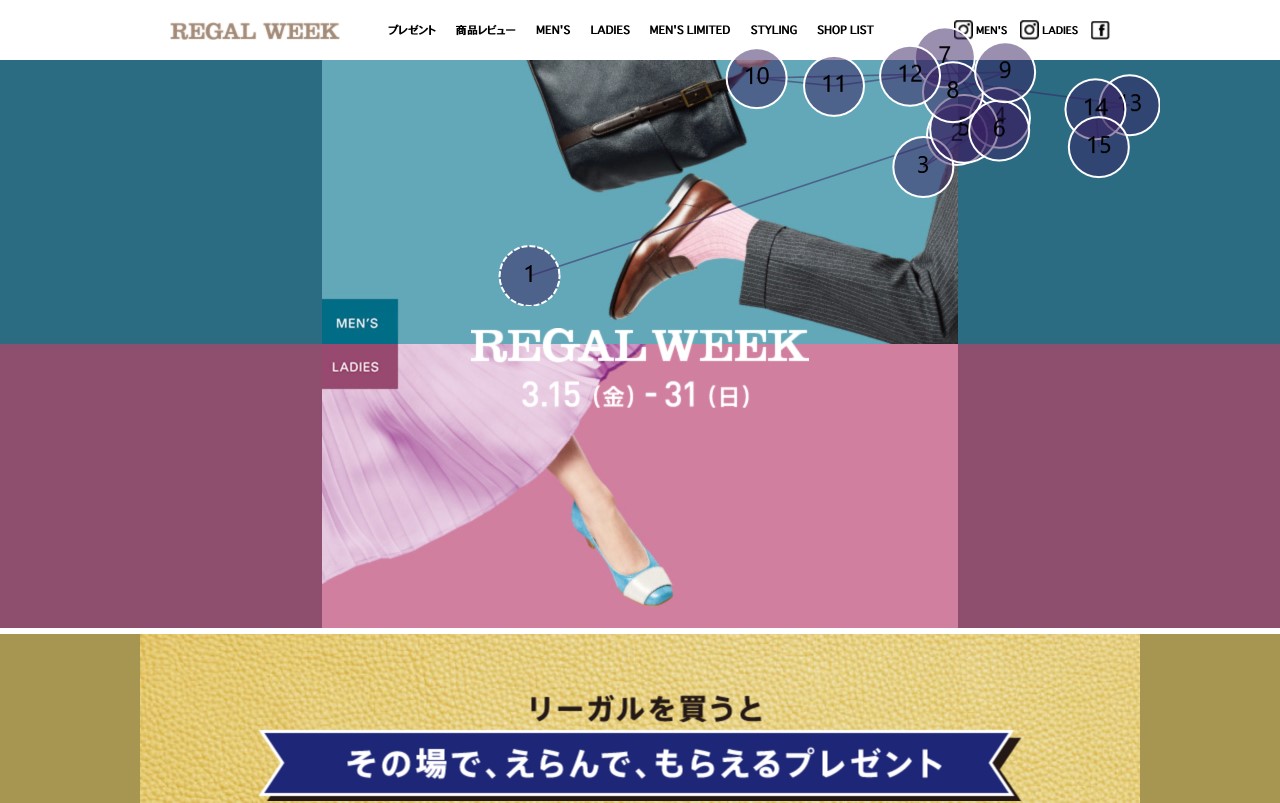 REGAL WEEK
プレゼント 商品レビュー MEN'S LADIES MEN'S LIMITED STYLING SHOP LIST MEN'S LADIES
7
10 11 12 8 9
14 13
2 5 6 4
15
3
1
MEN'S
LADIES
REGAL WEEK
3.15（金）- 31（日）
リーガルを買うと
その場で、えらんで、もらえるプレゼント